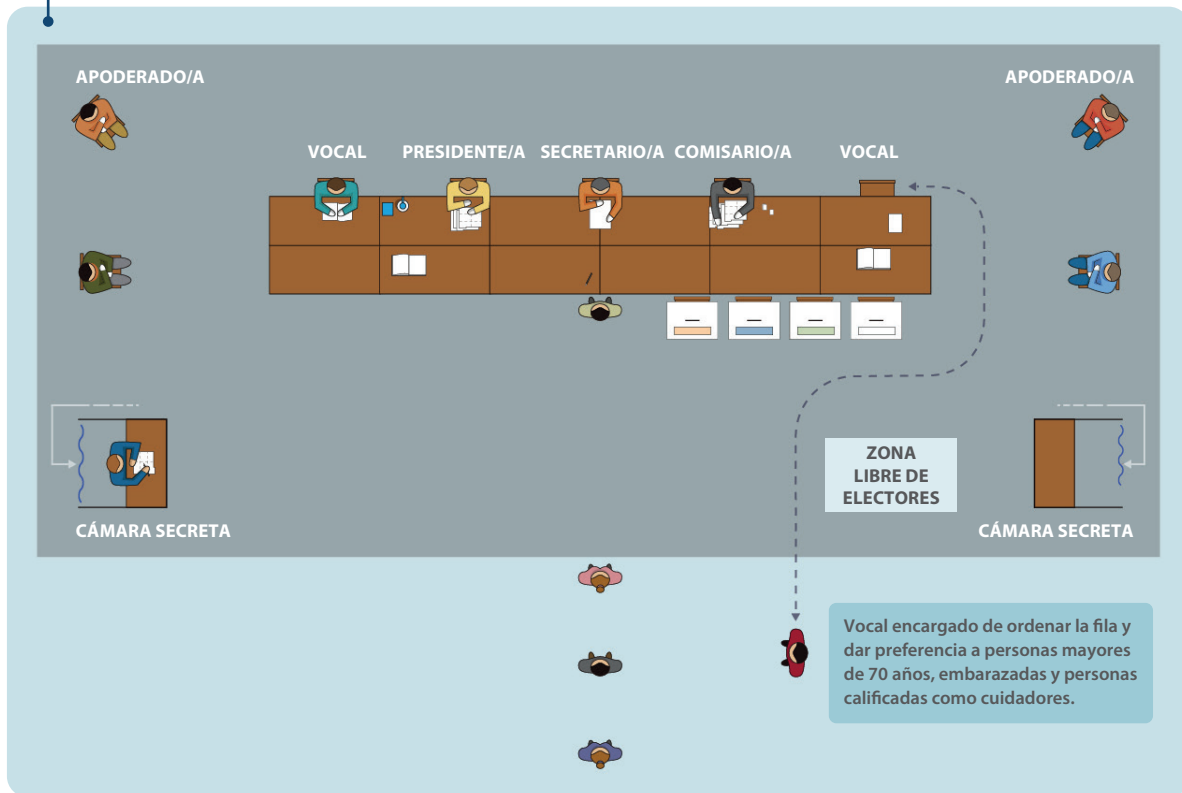 APODERADO/A
APODERADO/A
VOCAL
PRESIDENTE/A
SECRETARIO/A
COMISARIO/A
VOCAL
ZONA
LIBRE DE
ELECTORES
CÁMARA SECRETA
CÁMARA SECRETA
Vocal encargado de ordenar la fila y
dar preferencia a personas mayores
de 70 años, embarazadas y personas
calificadas como cuidadores.